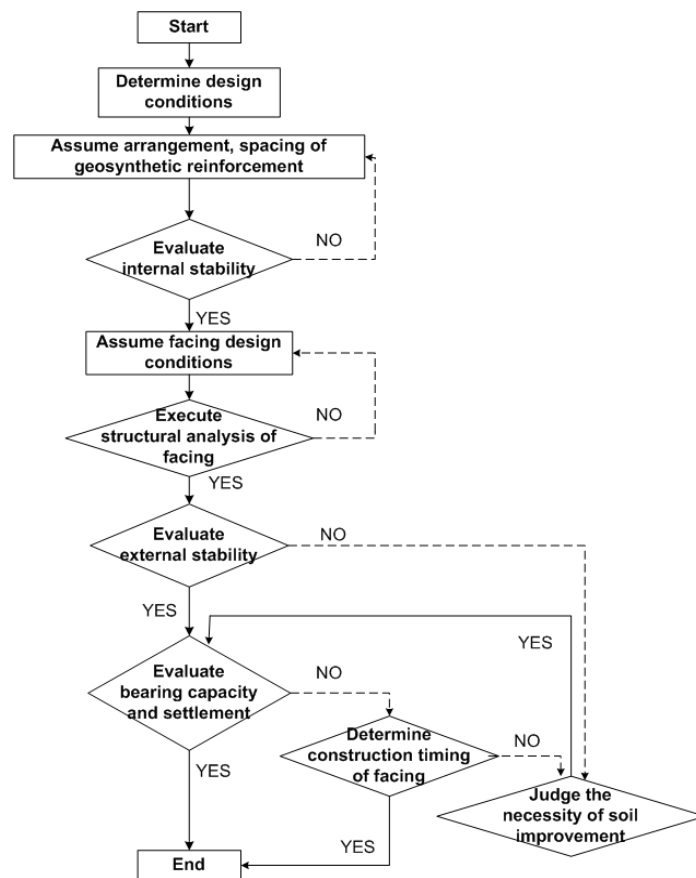 Start
Determine design
conditions
Assume arrangement, spacing of
geosynthetic reinforcement
NO
Evaluate
internal stability
YES
Assume facing design
conditions
NO
Execute
structural analysis of
facing
YES
Evaluate
external stability
NO
YES
YES
Evaluate
bearing capacity
and settlement
NO
Determine
construction timing
of facing
NO
YES
Judge the
necessity of soil
improvement
YES
End